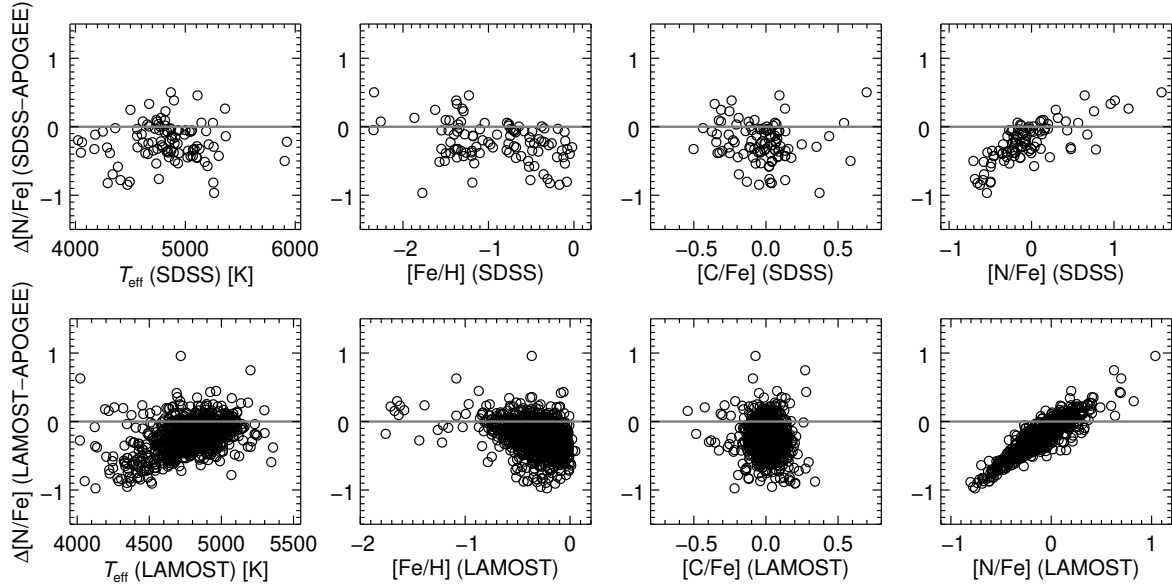 Δ[N/Fe] (SDSS−APOGEE)
1
0
−1
4000 5000 6000
T_eff (SDSS) [K]
1
0
−1
−2 −1 0
[Fe/H] (SDSS)
1
0
−1
−0.5 0.0 0.5
[C/Fe] (SDSS)
1
0
−1
−1 0 1
[N/Fe] (SDSS)
Δ[N/Fe] (LAMOST−APOGEE)
1
0
−1
4000 4500 5000 5500
T_eff (LAMOST) [K]
1
0
−1
−2 −1 0
[Fe/H] (LAMOST)
1
0
−1
−0.5 0.0 0.5
[C/Fe] (LAMOST)
1
0
−1
−1 0 1
[N/Fe] (LAMOST)